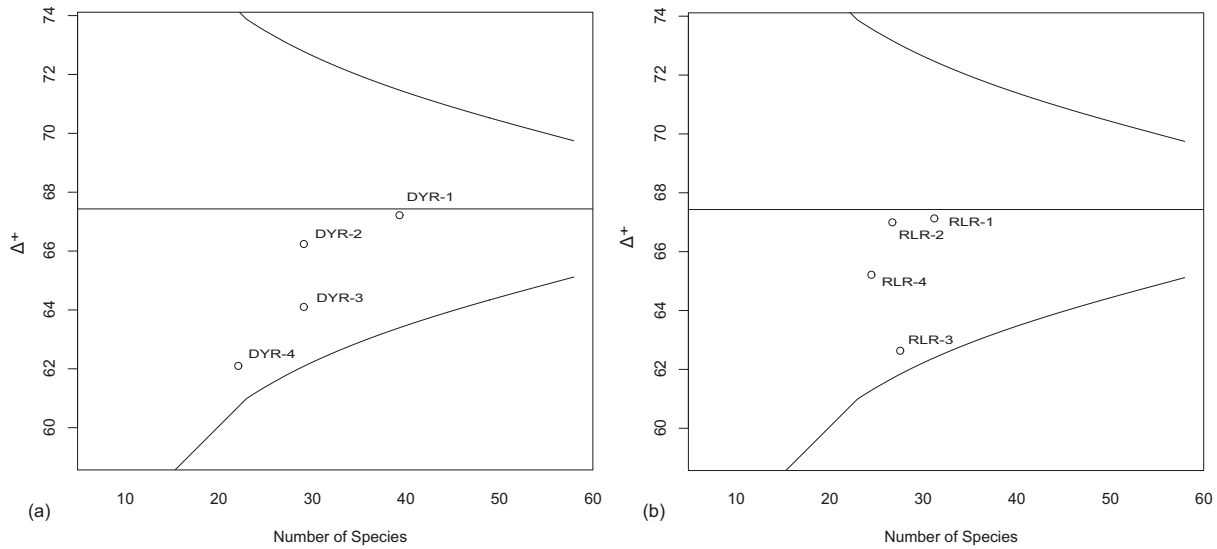 74
72
70
68
66
64
62
60
Δ+
DYR-1
DYR-2
DYR-3
DYR-4
10 20 30 40 50 60
Number of Species
(a)
74
72
70
68
66
64
62
60
Δ+
RLR-1
RLR-2
RLR-4
RLR-3
10 20 30 40 50 60
Number of Species
(b)